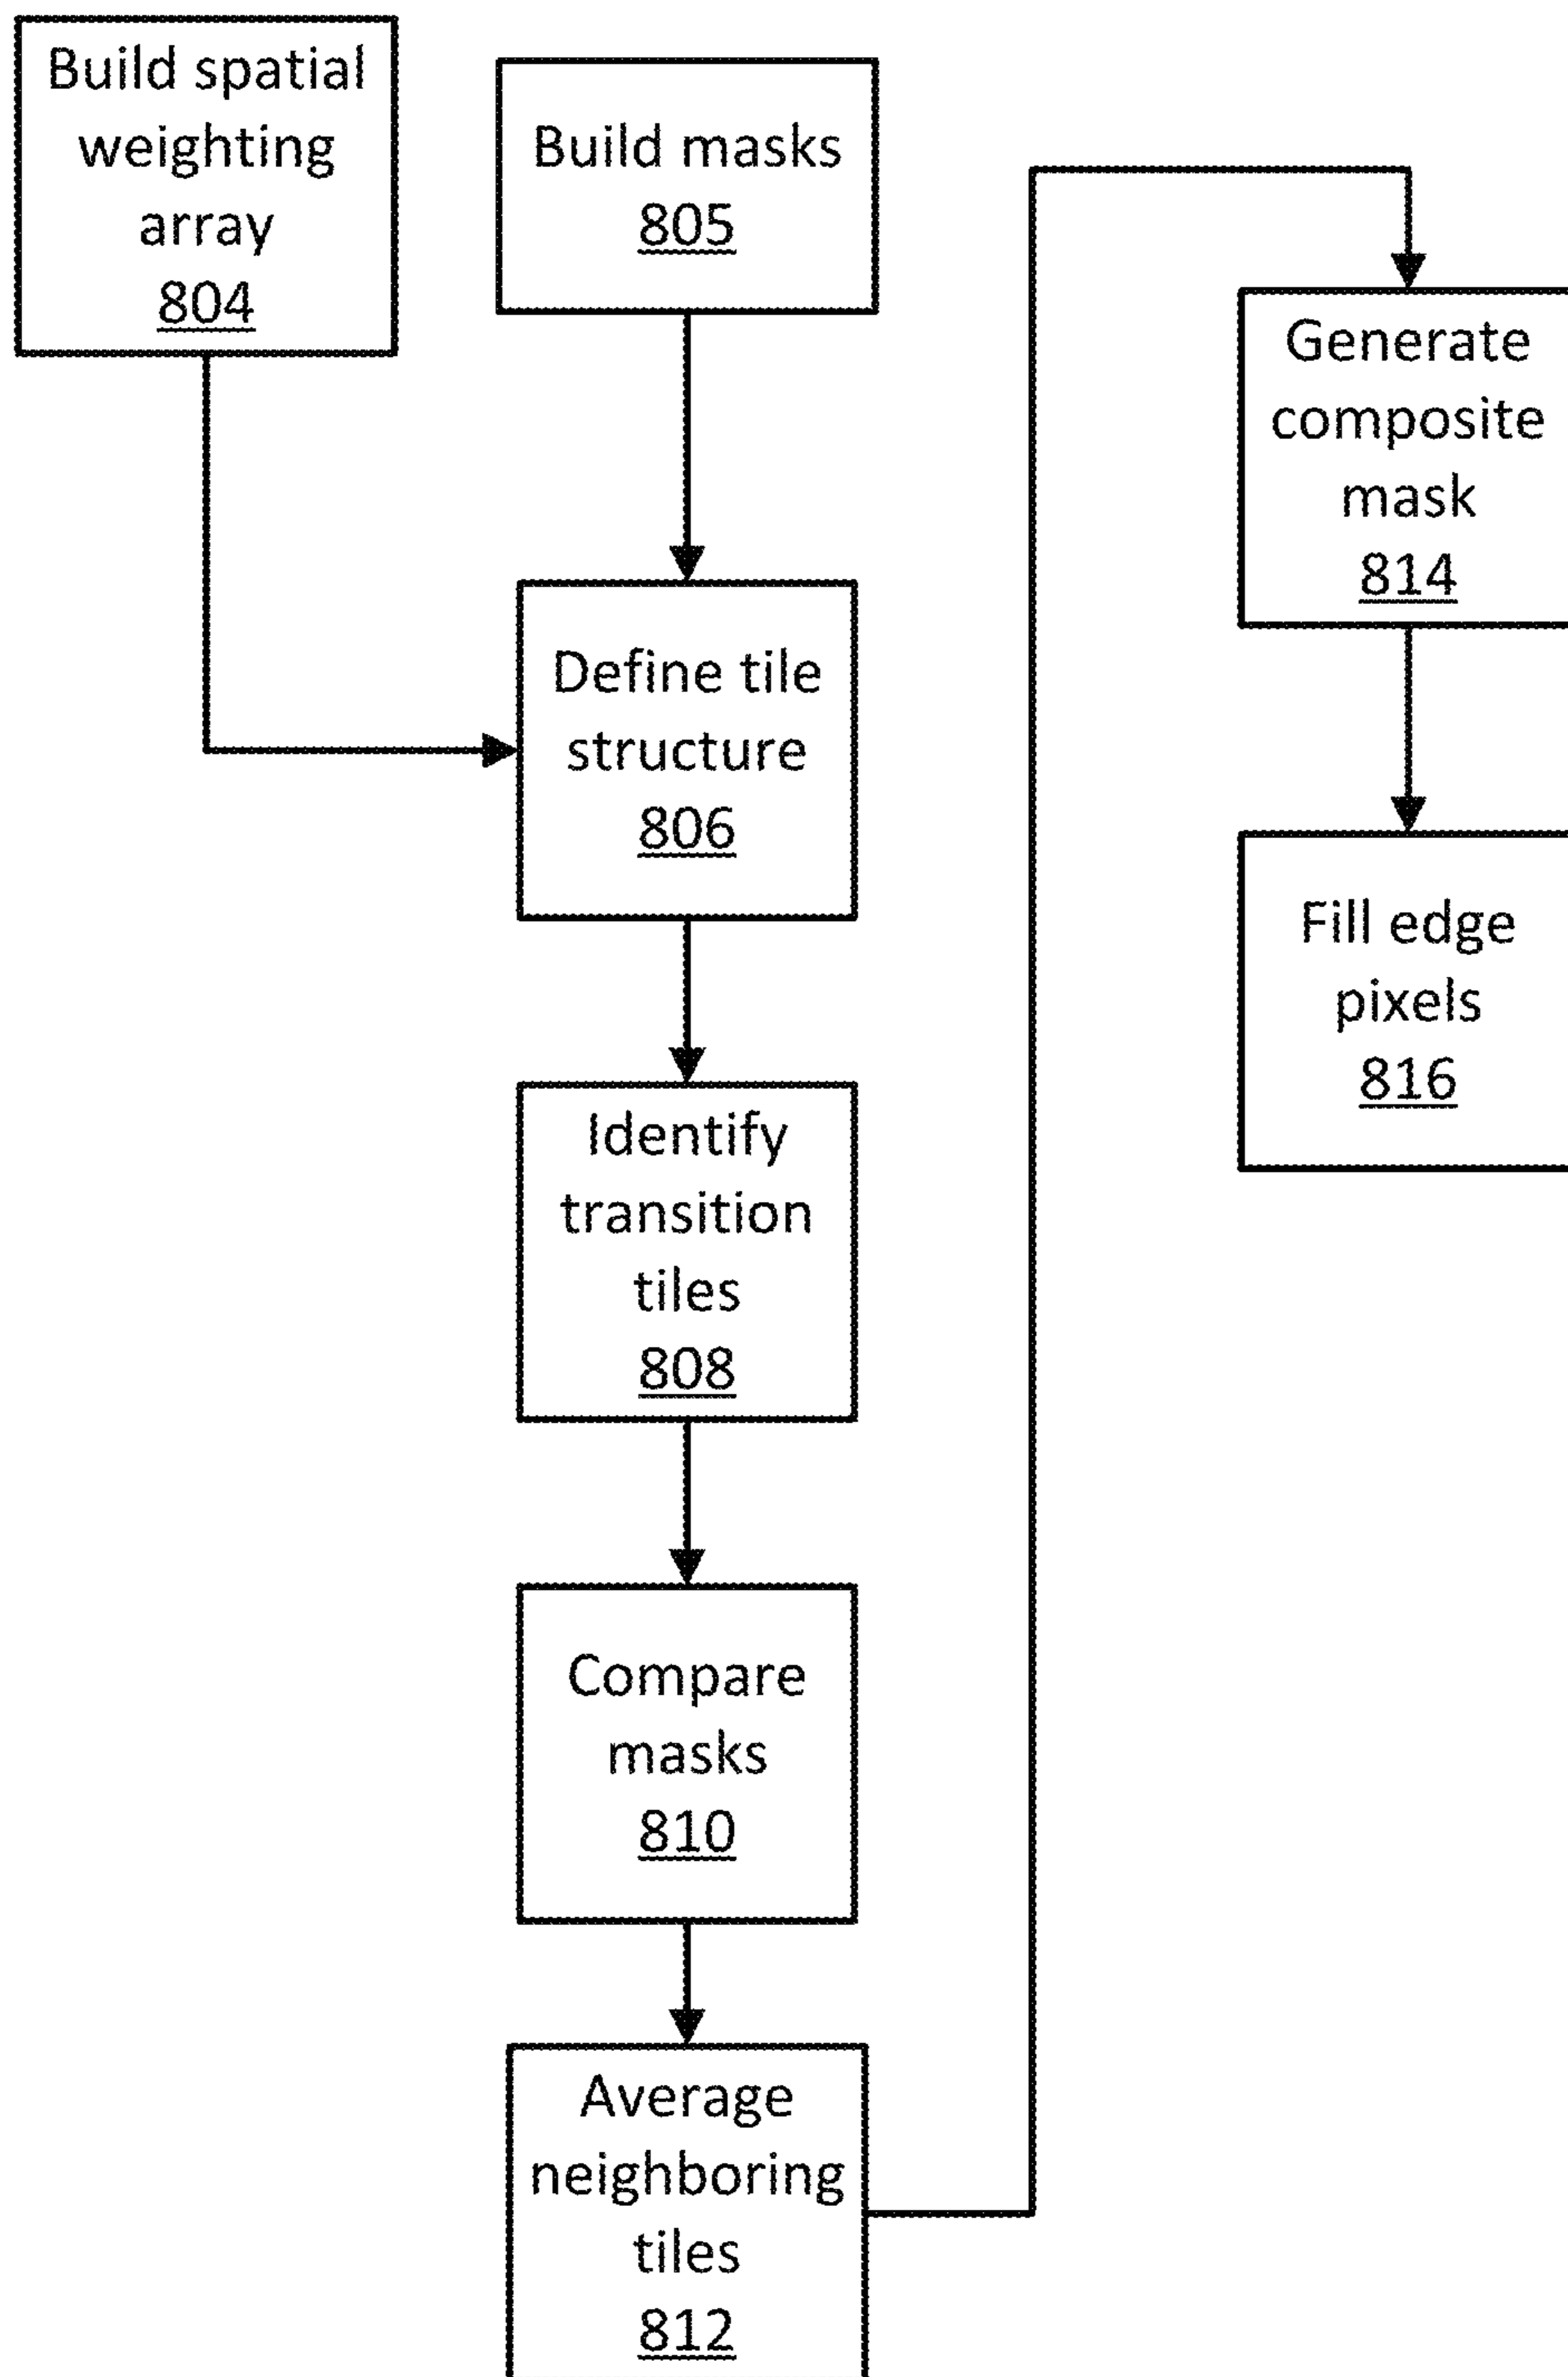 Build spatial
weighting
array
804
Build masks
805
Define tile
structure
806
Identify
transition
tiles
808
Compare
masks
810
Average
neighboring
tiles
812
Generate
composite
mask
814
Fill edge
pixels
816